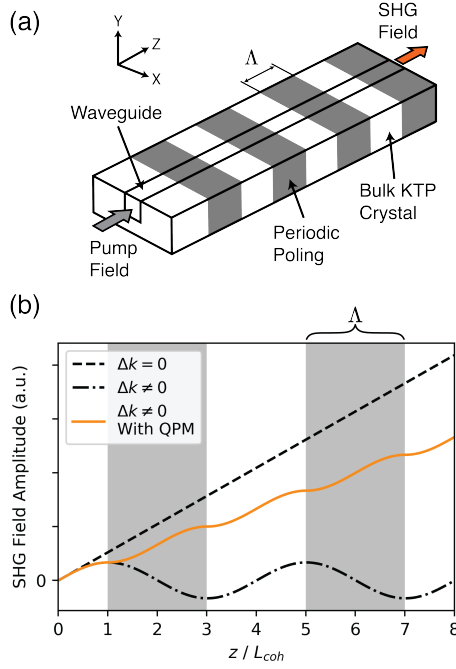 (a)
SHG
Field
Y
Z
X
Λ
Waveguide
Bulk KTP
Crystal
Periodic
Poling
Pump
Field
(b)
Λ
Δk = 0
Δk ≠ 0
Δk ≠ 0
With QPM
SHG Field Amplitude (a.u.)
0
0 1 2 3 4 5 6 7 8
z / L_coh